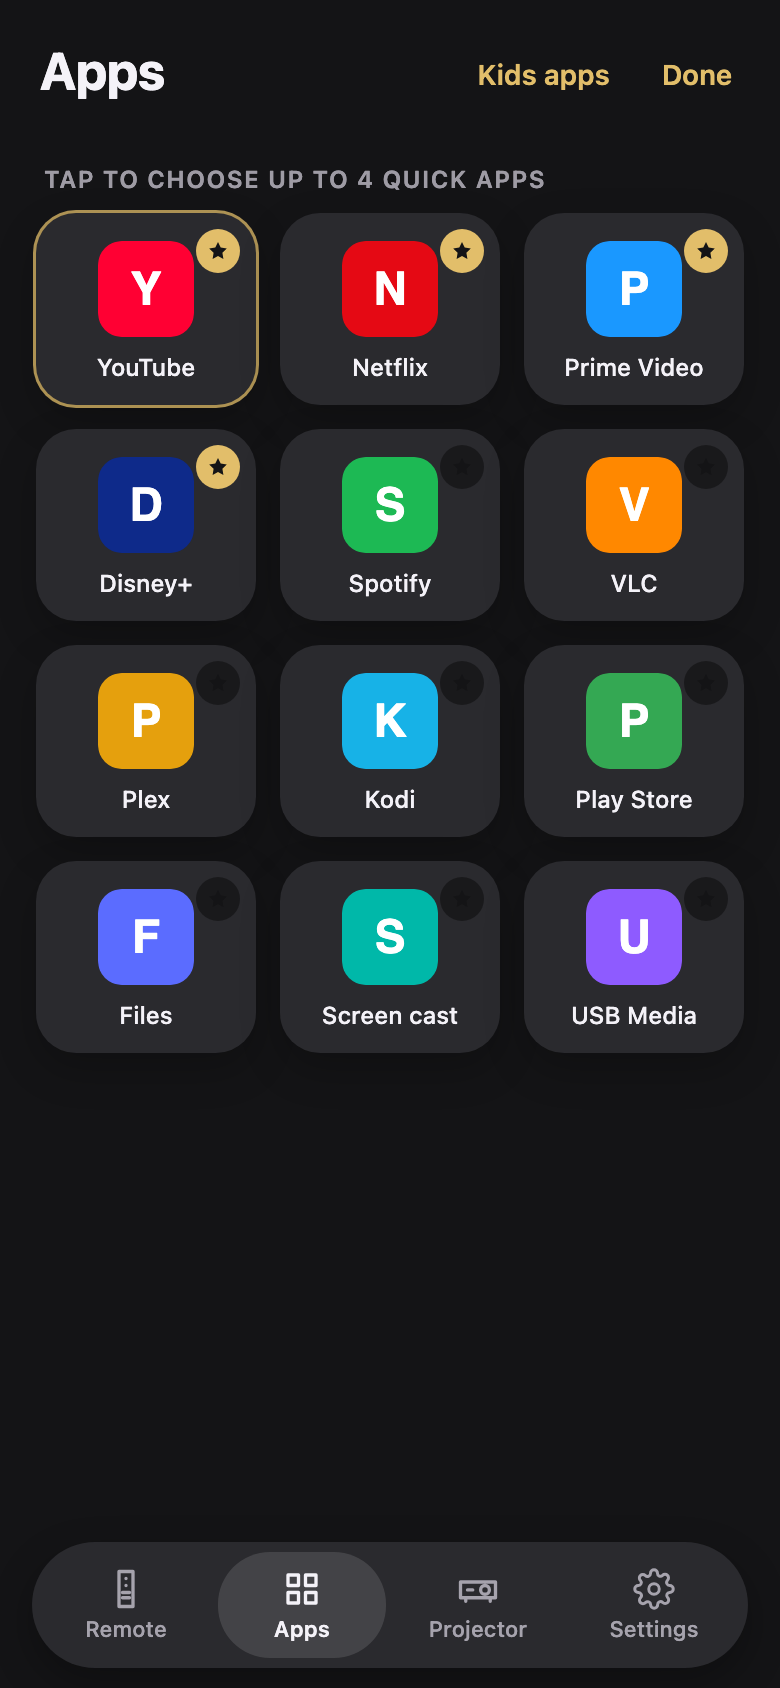 Apps
Kids apps
Done
TAP TO CHOOSE UP TO 4 QUICK APPS
Y
N
P
YouTube
Netflix
Prime Video
D
S
V
Disney+
Spotify
VLC
P
K
P
Plex
Kodi
Play Store
F
S
U
Files
Screen cast
USB Media
Remote
Apps
Projector
Settings